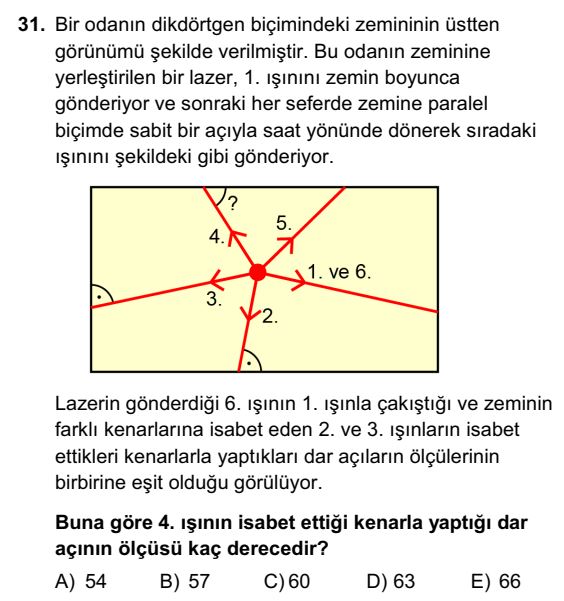 31. Bir odanın dikdörtgen biçimindeki zemininin üstten
görünümü şekilde verilmiştir. Bu odanın zeminine
yerleştirilen bir lazer, 1. ışınını zemin boyunca
gönderiyor ve sonraki her seferde zemine paralel
biçimde sabit bir açıyla saat yönünde dönerek sıradaki
ışınını şekildeki gibi gönderiyor.
?
4.
5.
1. ve 6.
3.
2.
Lazerin gönderdiği 6. ışının 1. ışınla çakıştığı ve zeminin
farklı kenarlarına isabet eden 2. ve 3. ışınların isabet
ettikleri kenarlarla yaptıkları dar açıların ölçülerinin
birbirine eşit olduğu görülüyor.
Buna göre 4. ışının isabet ettiği kenarla yaptığı dar
açının ölçüsü kaç derecedir?
A) 54 B) 57 C) 60 D) 63 E) 66